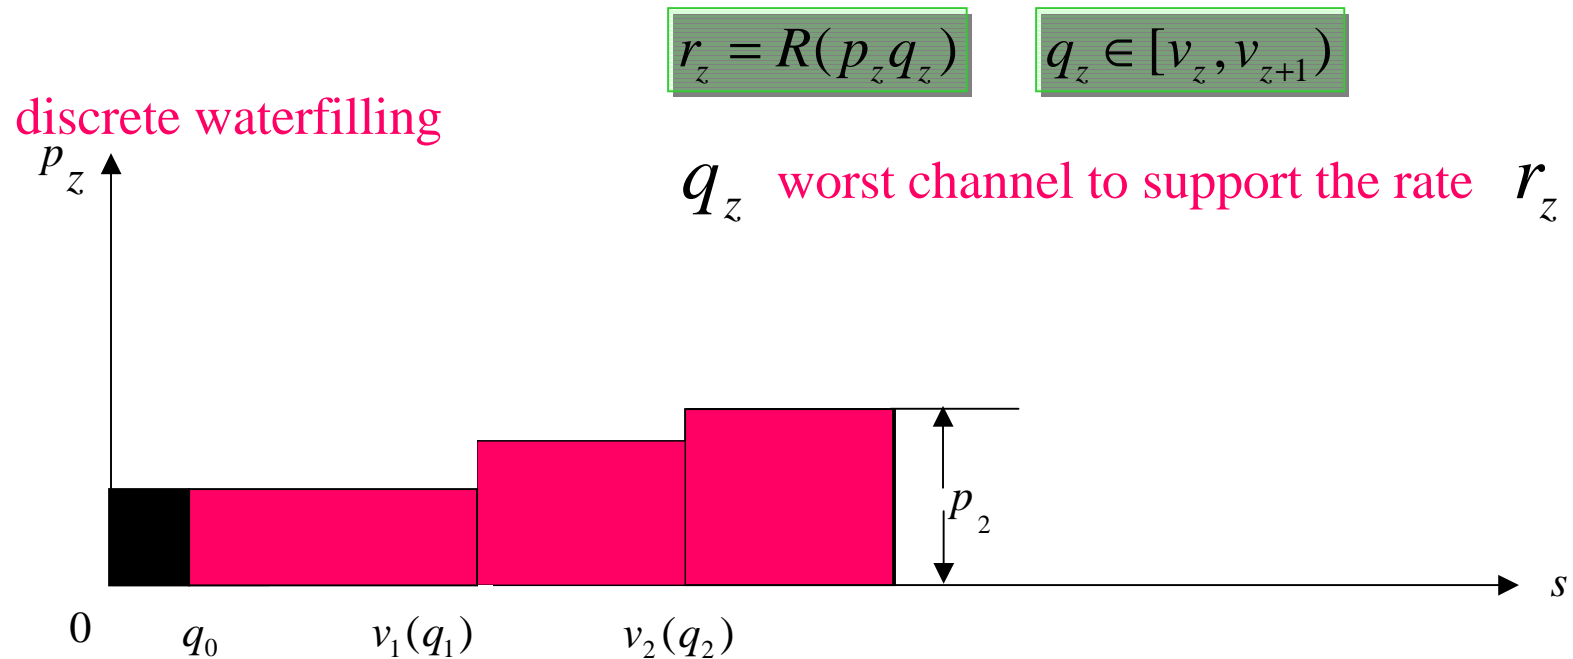 r_z = R(p_z q_z) q_z ∈ [v_z, v_{z+1})
discrete waterfilling
p_z
q_z worst channel to support the rate r_z
p_2
s
0 q_0 v_1(q_1) v_2(q_2)